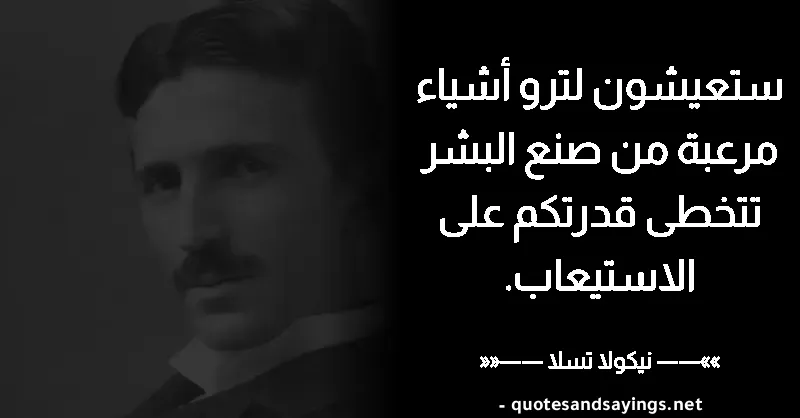 ستعيشون لترو أشياء
مرعبة من صنع البشر
تتخطى قدرتكم على
الاستيعاب.
»»—— نيكولا تسلا ——««
- quotesandsayings.net